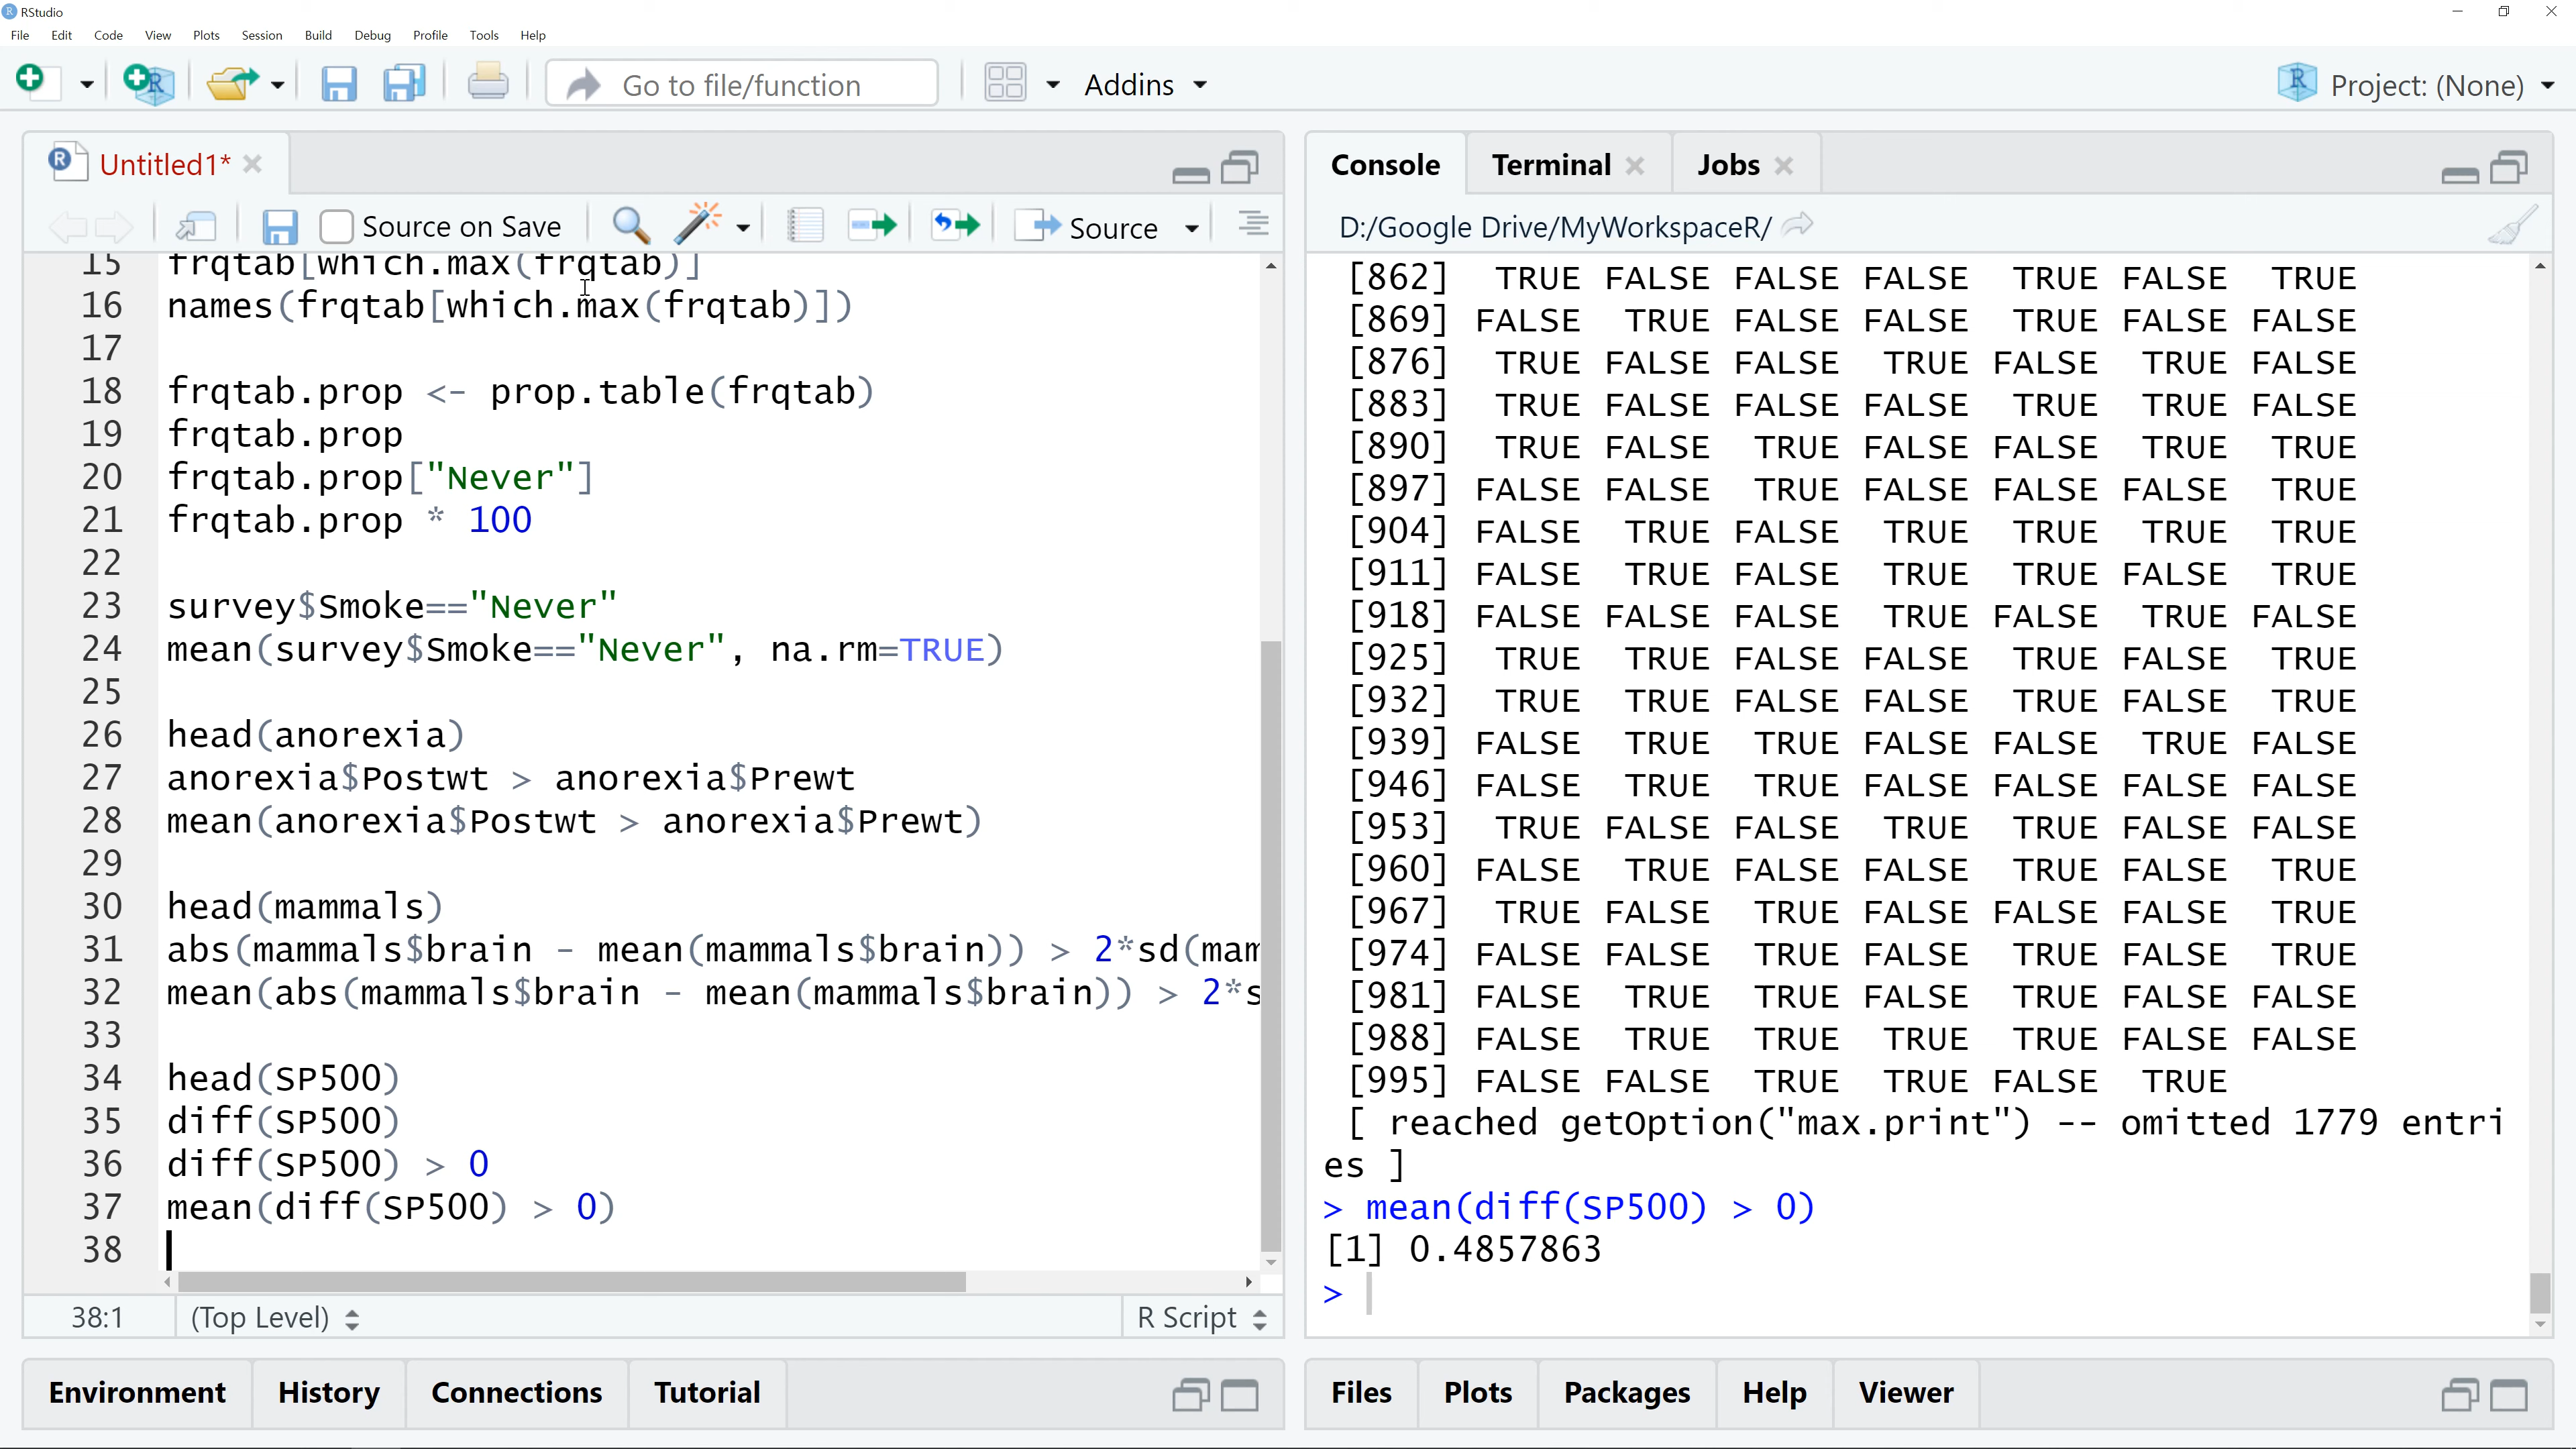 RStudio
File Edit Code View Plots Session Build Debug Profile Tools Help
Go to file/function Addins Project: (None)
Untitled1*
Source on Save Source
15 frqtab[which.max(frqtab)]
16 names(frqtab[which.max(frqtab)])
17
18 frqtab.prop <- prop.table(frqtab)
19 frqtab.prop
20 frqtab.prop["Never"]
21 frqtab.prop * 100
22
23 survey$Smoke=="Never"
24 mean(survey$Smoke=="Never", na.rm=TRUE)
25
26 head(anorexia)
27 anorexia$Postwt > anorexia$Prewt
28 mean(anorexia$Postwt > anorexia$Prewt)
29
30 head(mammals)
31 abs(mammals$brain - mean(mammals$brain)) > 2*sd(mam
32 mean(abs(mammals$brain - mean(mammals$brain)) > 2*s
33
34 head(SP500)
35 diff(SP500)
36 diff(SP500) > 0
37 mean(diff(SP500) > 0)
38
38:1 (Top Level) R Script
Environment History Connections Tutorial
Console Terminal Jobs
D:/Google Drive/MyWorkspaceR/
[862] TRUE FALSE FALSE FALSE TRUE FALSE TRUE
[869] FALSE TRUE FALSE FALSE TRUE FALSE FALSE
[876] TRUE FALSE FALSE TRUE FALSE TRUE FALSE
[883] TRUE FALSE FALSE FALSE TRUE TRUE FALSE
[890] TRUE FALSE TRUE FALSE FALSE TRUE TRUE
[897] FALSE FALSE TRUE FALSE FALSE FALSE TRUE
[904] FALSE TRUE FALSE TRUE TRUE TRUE TRUE
[911] FALSE TRUE FALSE TRUE TRUE FALSE TRUE
[918] FALSE FALSE FALSE TRUE FALSE TRUE FALSE
[925] TRUE TRUE FALSE FALSE TRUE FALSE TRUE
[932] TRUE TRUE FALSE FALSE TRUE FALSE TRUE
[939] FALSE TRUE TRUE FALSE FALSE TRUE FALSE
[946] FALSE TRUE TRUE FALSE FALSE FALSE FALSE
[953] TRUE FALSE FALSE TRUE TRUE FALSE FALSE
[960] FALSE TRUE FALSE FALSE TRUE FALSE TRUE
[967] TRUE FALSE TRUE FALSE FALSE FALSE TRUE
[974] FALSE FALSE TRUE FALSE TRUE FALSE TRUE
[981] FALSE TRUE TRUE FALSE TRUE FALSE FALSE
[988] FALSE TRUE TRUE TRUE TRUE FALSE FALSE
[995] FALSE FALSE TRUE TRUE FALSE TRUE
[ reached getOption("max.print") -- omitted 1779 entri
es ]
> mean(diff(SP500) > 0)
[1] 0.4857863
>
Files Plots Packages Help Viewer